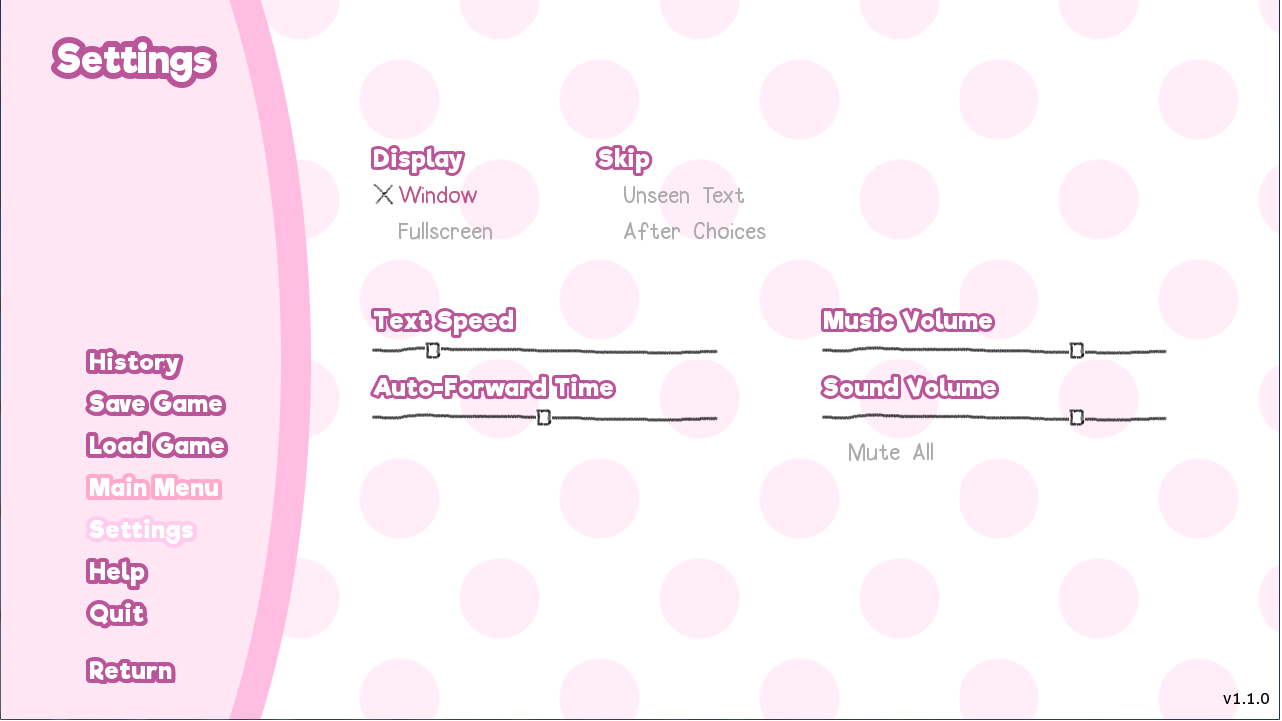 Settings
Display
Window
Fullscreen
Skip
Unseen Text
After Choices
Text Speed
Auto-Forward Time
Music Volume
Sound Volume
Mute All
History
Save Game
Load Game
Main Menu
Settings
Help
Quit
Return
v1.1.0